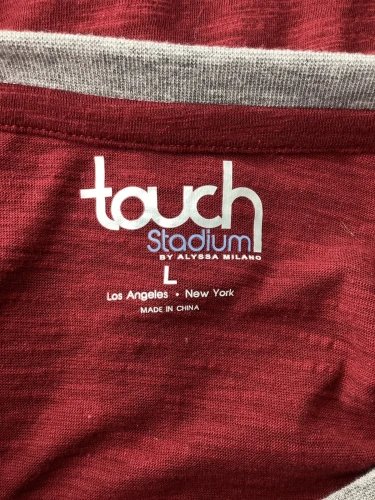 touch
Stadium
BY ALYSSA MILANO
L
Los Angeles • New York
MADE IN CHINA